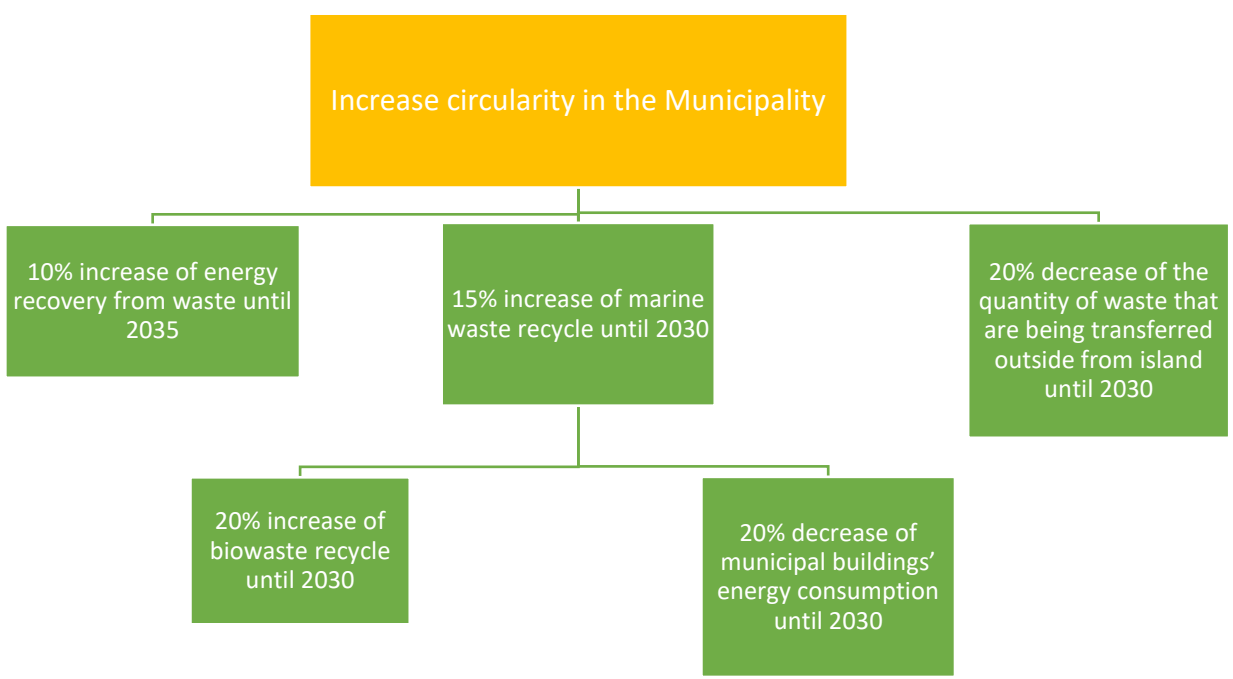 Increase circularity in the Municipality
10% increase of energy
recovery from waste until
2035
15% increase of marine
waste recycle until 2030
20% decrease of the
quantity of waste that
are being transferred
outside from island
until 2030
20% increase of
biowaste recycle
until 2030
20% decrease of
municipal buildings’
energy consumption
until 2030